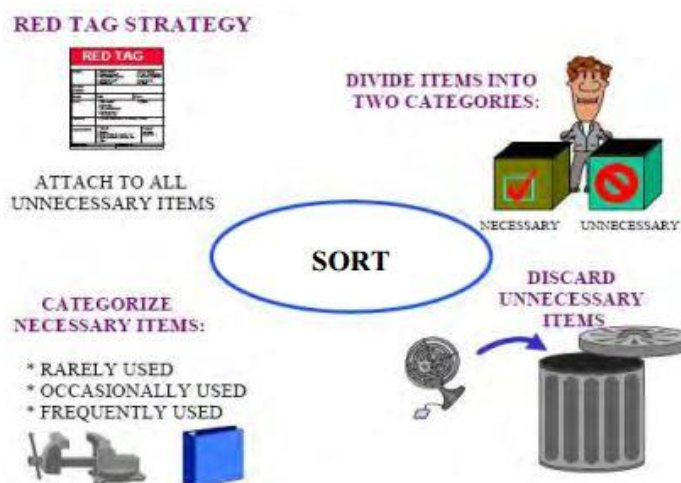 RED TAG STRATEGY
RED TAG
ATTACH TO ALL
UNNECESSARY ITEMS
DIVIDE ITEMS INTO
TWO CATEGORIES:
NECESSARY
UNNECESSARY
SORT
CATEGORIZE
NECESSARY ITEMS:
* RARELY USED
* OCCASIONALLY USED
* FREQUENTLY USED
DISCARD
UNNECESSARY
ITEMS